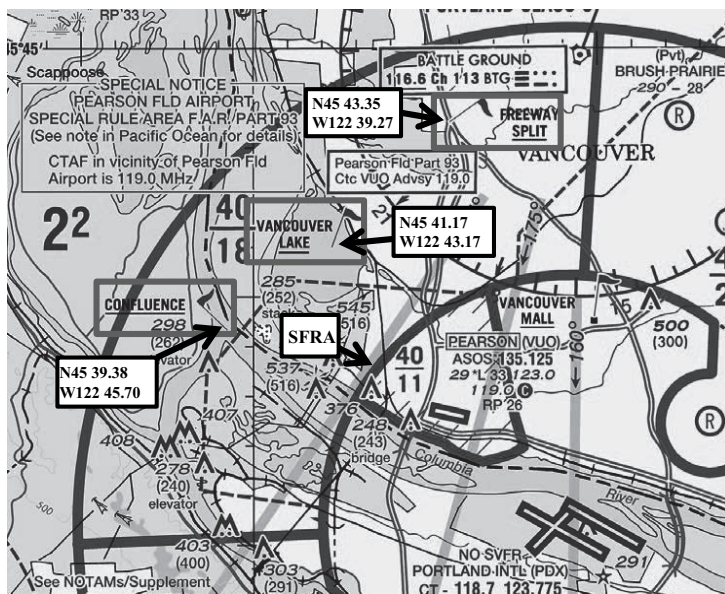 RP 33
PORTLAND CLASS C
5°45'
Scappoose
SPECIAL NOTICE
PEARSON FLD AIRPORT
SPECIAL RULE AREA F.A.R. PART 93
(See note in Pacific Ocean for details)
CTAF in vicinity of Pearson Fld
Airport is 119.0 MHz
BATTLE GROUND
116.6 Ch 113 BTG
(Pvt)
BRUSH PRAIRIE
290 - 28
R
N45 43.35
W122 39.27
FREEWAY
SPLIT
VANCOUVER
Pearson Fld Part 93
Ctc VUO Advsy 119.0
2²
40
18
VANCOUVER
LAKE
21
N45 41.17
W122 43.17
175°
CONFLUENCE
298
(262)
elevator
285
(252)
stack
545
(516)
VANCOUVER
MALL
15
500
(300)
N45 39.38
W122 45.70
SFRA
537
(516)
40
11
PEARSON (VUO)
ASOS 135.125
29 *L 33 123.0
119.0 C
RP 26
160°
R
376
248
(243)
bridge
407
408
278
(240)
elevator
Columbia
River
500
403
(400)
303
(291)
291
NO SVFR
PORTLAND INTL (PDX)
CT - 118.7 123.775
See NOTAMs/Supplement